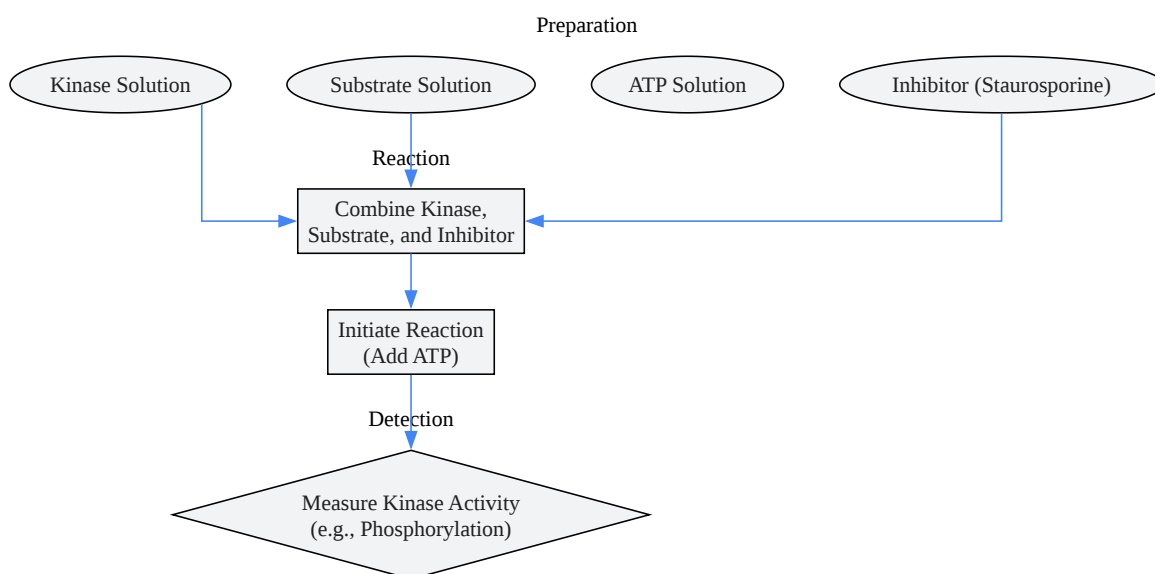 Preparation
Kinase Solution
Substrate Solution
ATP Solution
Inhibitor (Staurosporine)
Reaction
Combine Kinase,
Substrate, and Inhibitor
Initiate Reaction
(Add ATP)
Detection
Measure Kinase Activity
(e.g., Phosphorylation)